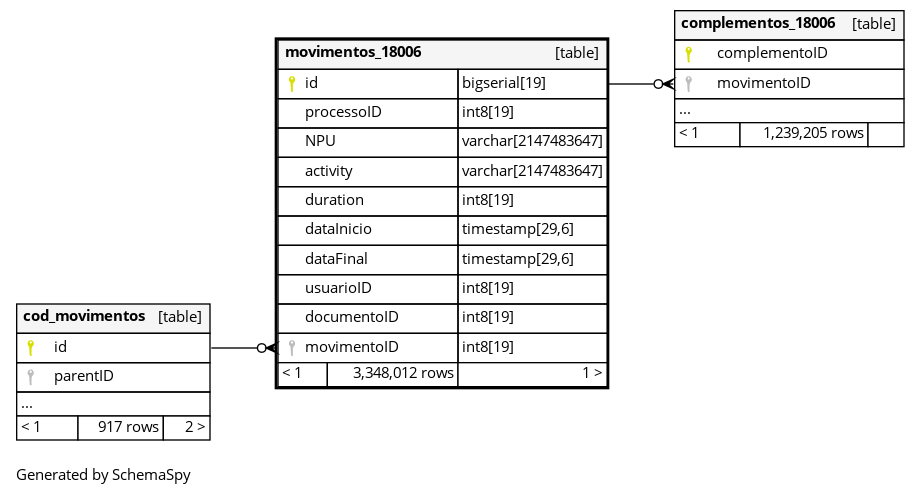 complementos_18006 [table]
complementoID
movimentoID
...
< 1 1,239,205 rows
movimentos_18006 [table]
id bigserial[19]
processoID int8[19]
NPU varchar[2147483647]
activity varchar[2147483647]
duration int8[19]
dataInicio timestamp[29,6]
dataFinal timestamp[29,6]
usuarioID int8[19]
documentoID int8[19]
movimentoID int8[19]
< 1 3,348,012 rows 1 >
cod_movimentos [table]
id
parentID
...
< 1 917 rows 2 >
Generated by SchemaSpy